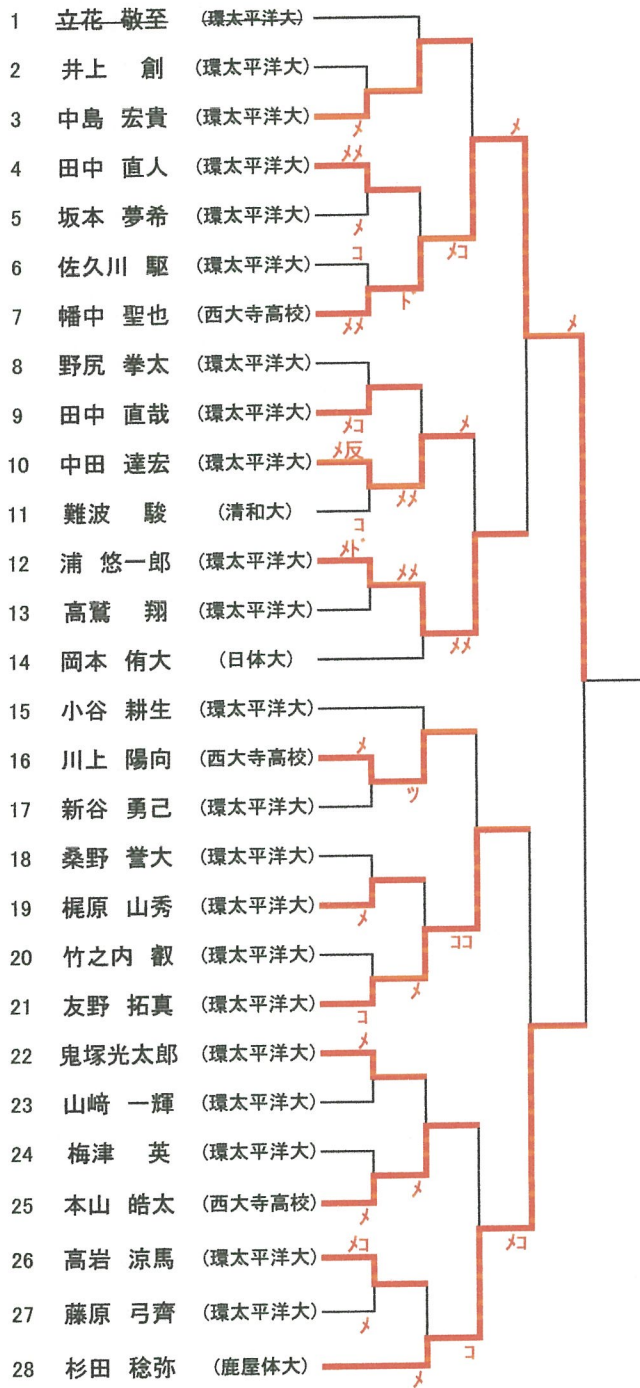 1 立花 敬至 (環太平洋大)
メ
2 井上 創 (環太平洋大)
3 中島 宏貴 (環太平洋大)
メ
メメ
4 田中 直人 (環太平洋大)
5 坂本 夢希 (環太平洋大)
メ
メコ
コ
6 佐久川 駆 (環太平洋大)
7 幡中 聖也 (西大寺高校)
メメ
ド
メ
8 野尻 拳太 (環太平洋大)
9 田中 直哉 (環太平洋大)
メコ
メ
メ反
10 中田 達宏 (環太平洋大)
メメ
11 難波 駿 (清和大)
コ
メド
12 浦 悠一郎 (環太平洋大)
メメ
13 高鷲 翔 (環太平洋大)
メメ
14 岡本 侑大 (日体大)
15 小谷 耕生 (環太平洋大)
メ
16 川上 陽向 (西大寺高校)
ツ
17 新谷 勇己 (環太平洋大)
18 桑野 誉大 (環太平洋大)
19 梶原 山秀 (環太平洋大)
メ
ココ
20 竹之内 叡 (環太平洋大)
メ
21 友野 拓真 (環太平洋大)
コ
メ
22 鬼塚光太郎 (環太平洋大)
23 山﨑 一輝 (環太平洋大)
24 梅津 英 (環太平洋大)
メ
25 本山 皓太 (西大寺高校)
メ
メコ
メコ
26 高岩 涼馬 (環太平洋大)
27 藤原 弓齊 (環太平洋大)
メ
コ
28 杉田 稔弥 (鹿屋体大)
メ